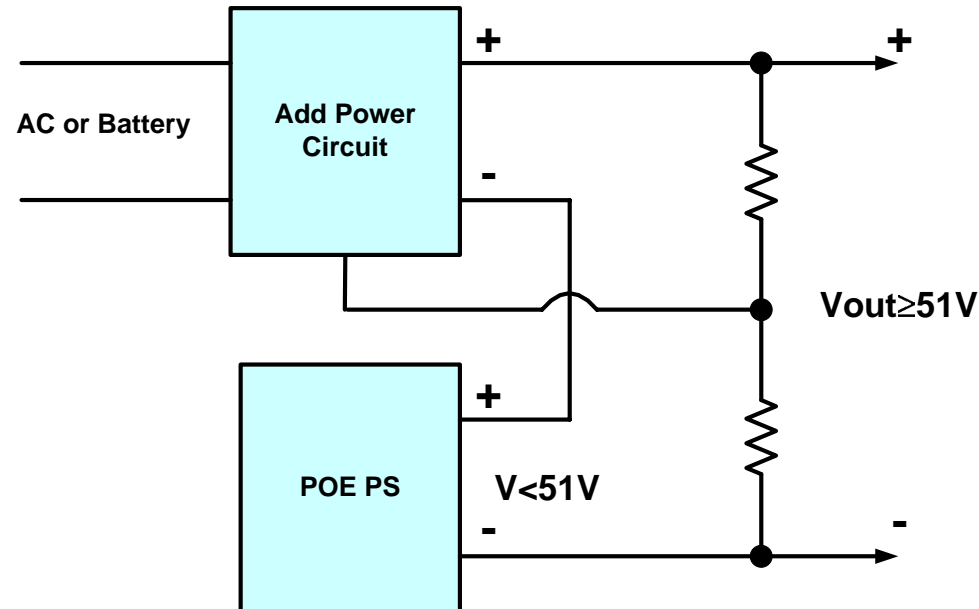 +
+
AC or Battery
Add Power
Circuit
-
Vout≥51V
+
POE PS
V<51V
-
-